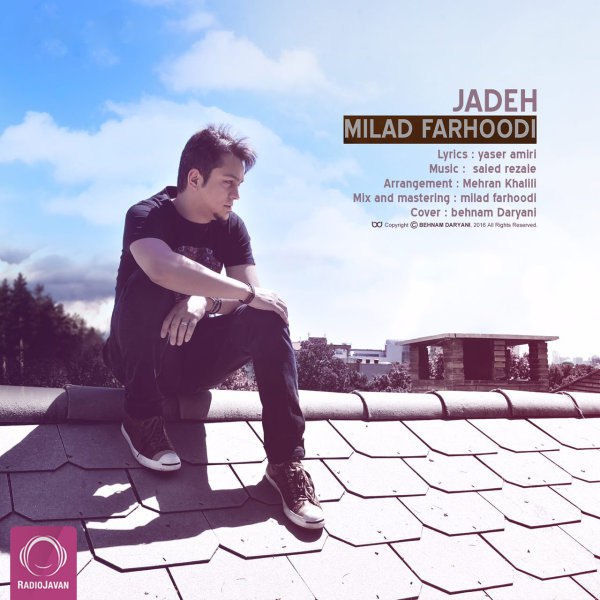 JADEH
MILAD FARHOODI
Lyrics : yaser amiri
Music : saied rezaie
Arrangement : Mehran Khalili
Mix and mastering : milad farhoodi
Cover : behnam Daryani
Copyright © BEHNAM DARYANI, 2016 All Rights Reserved.
RADIOJAVAN